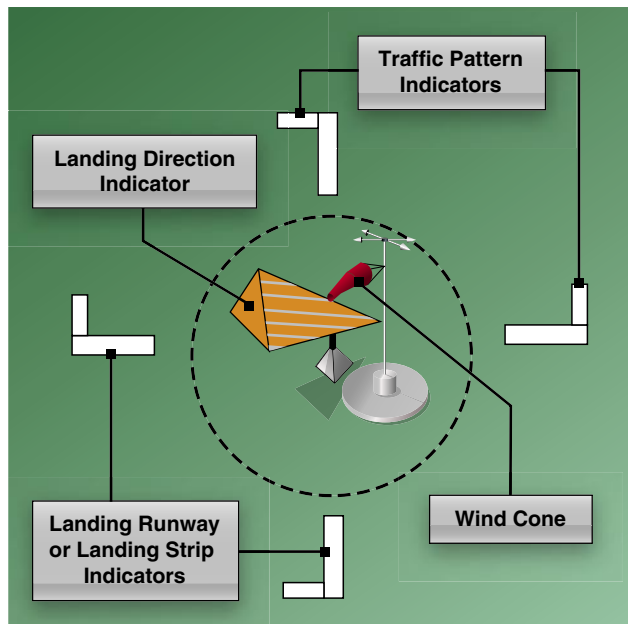 Traffic Pattern
Indicators
Landing Direction
Indicator
Landing Runway
or Landing Strip
Indicators
Wind Cone